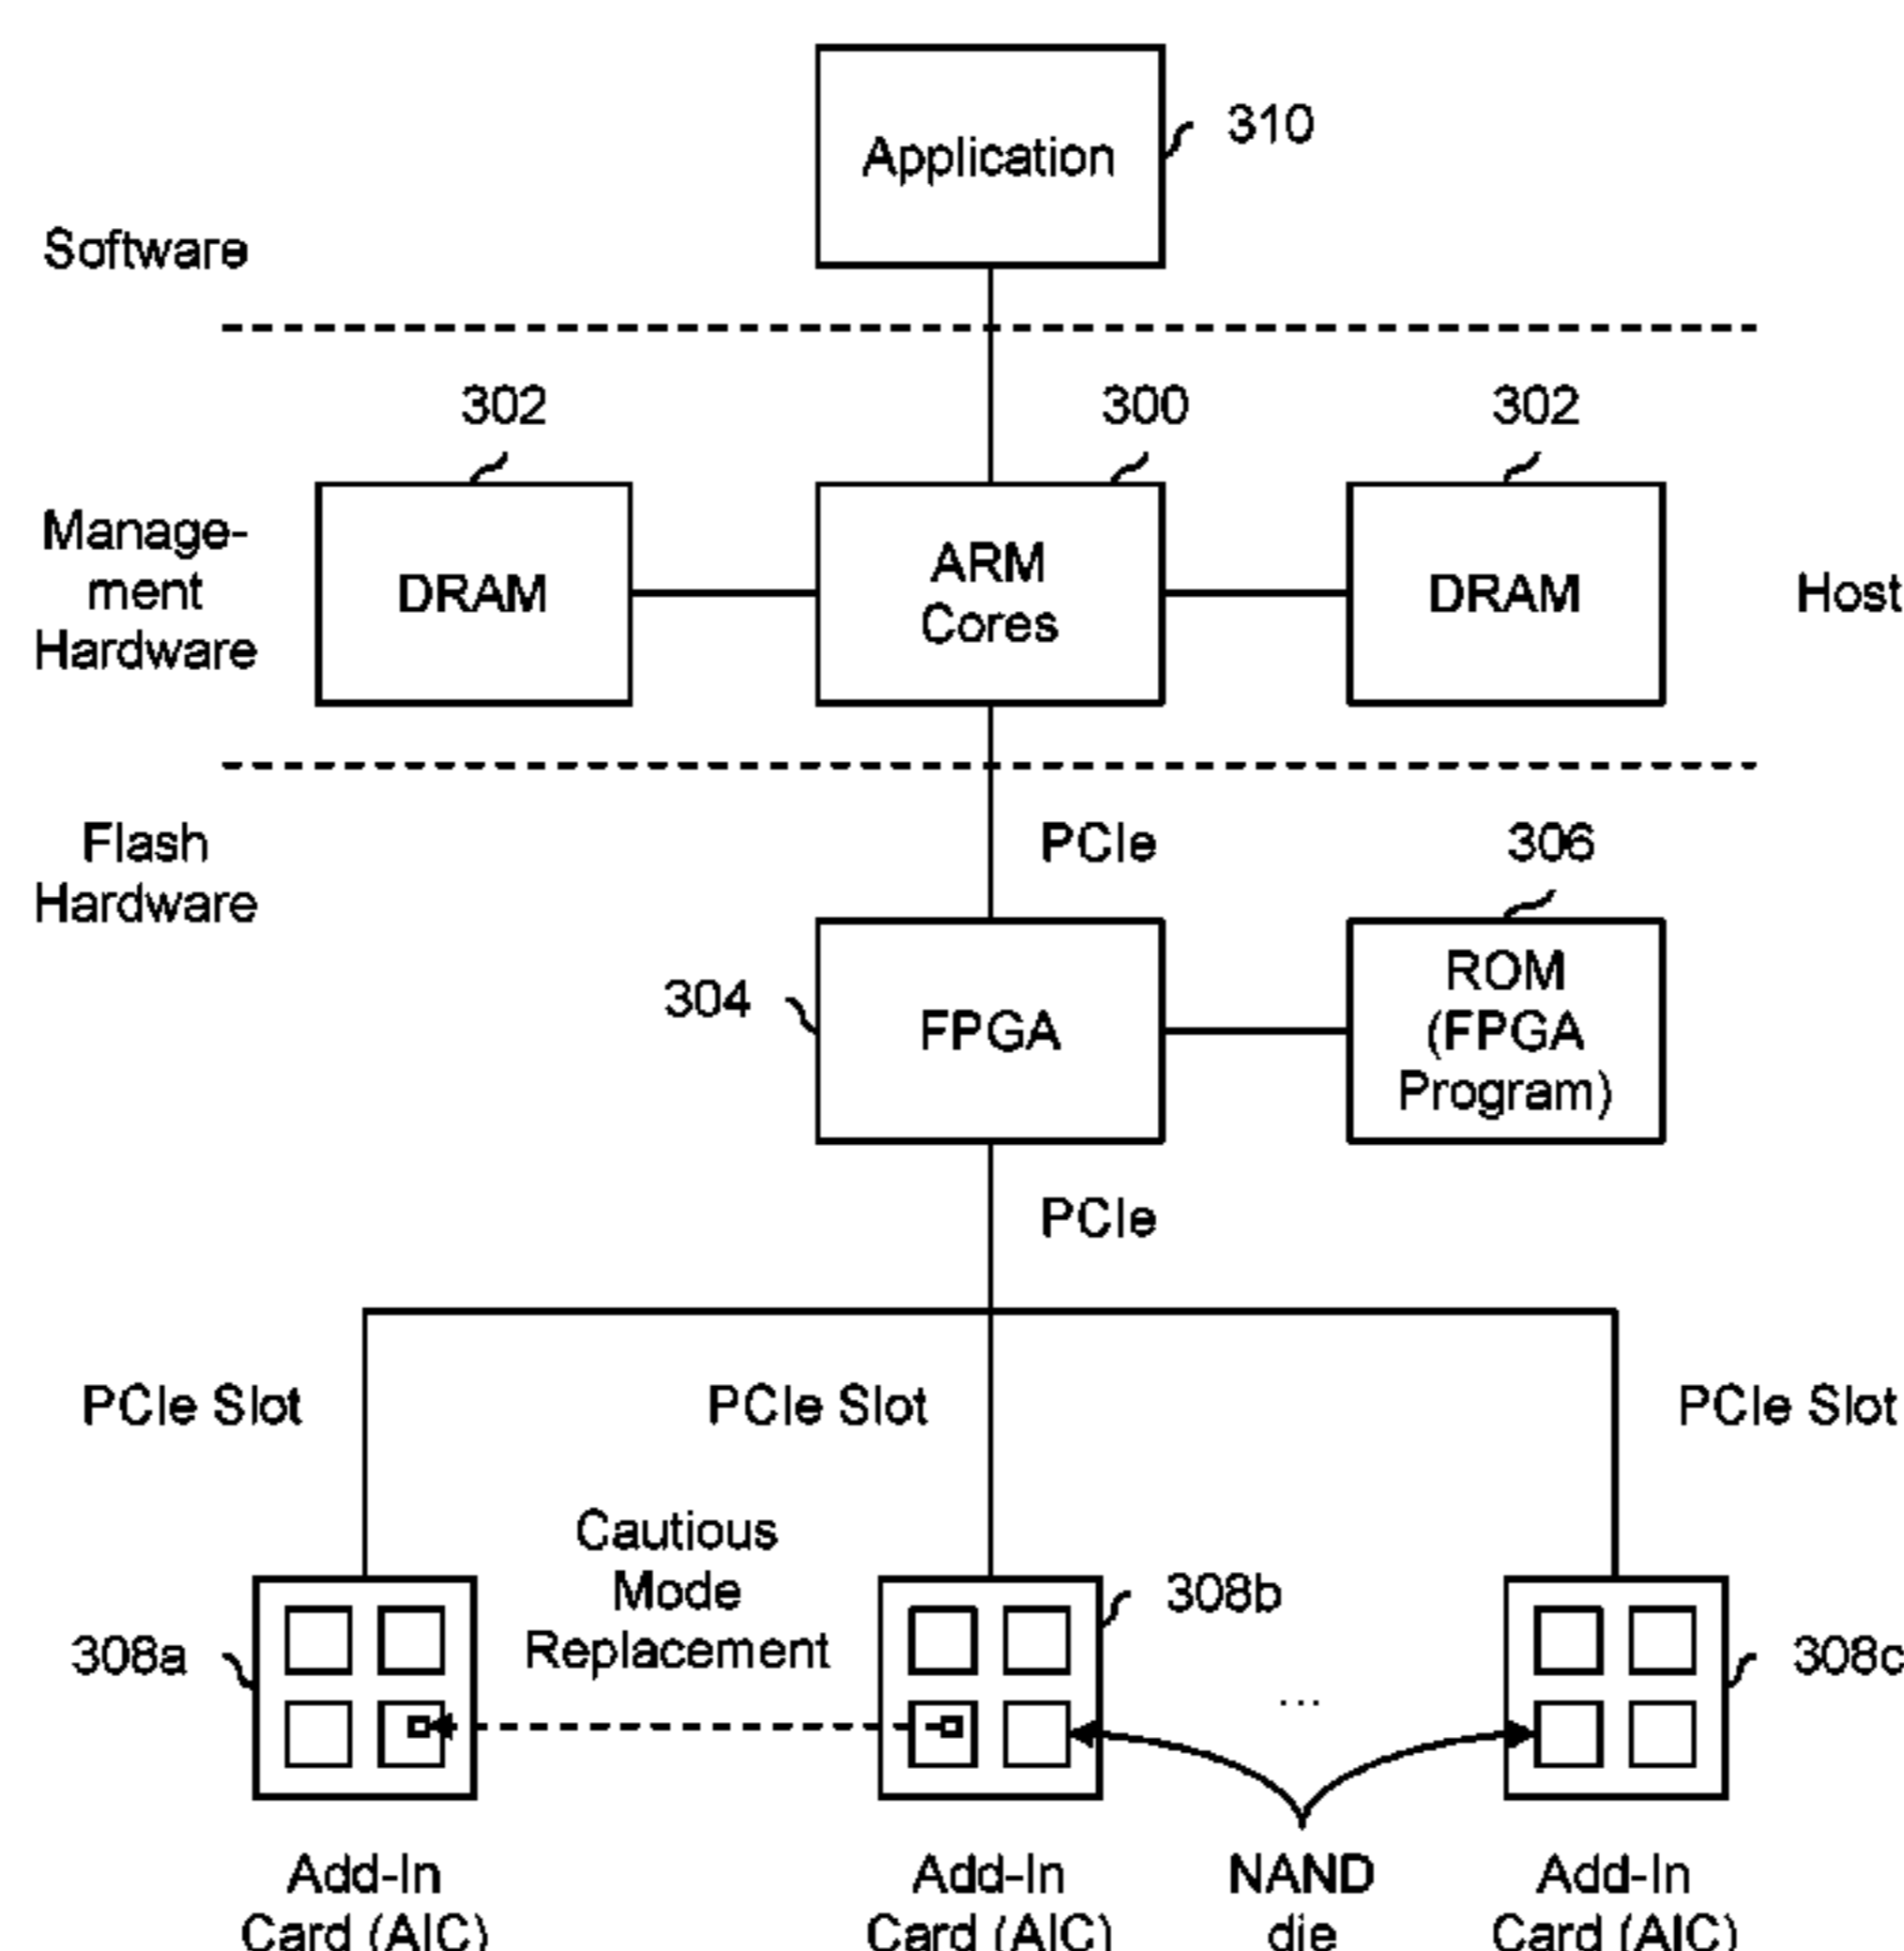 Application
310
Software
302
300
302
Manage-
ment
Hardware
DRAM
ARM
Cores
DRAM
Host
Flash
Hardware
PCIe
306
304
FPGA
ROM
(FPGA
Program)
PCIe
PCIe Slot
PCIe Slot
PCIe Slot
Cautious
Mode
Replacement
308a
308b
...
308c
Add-In
Card (AIC)
Add-In
Card (AIC)
NAND
die
Add-In
Card (AIC)